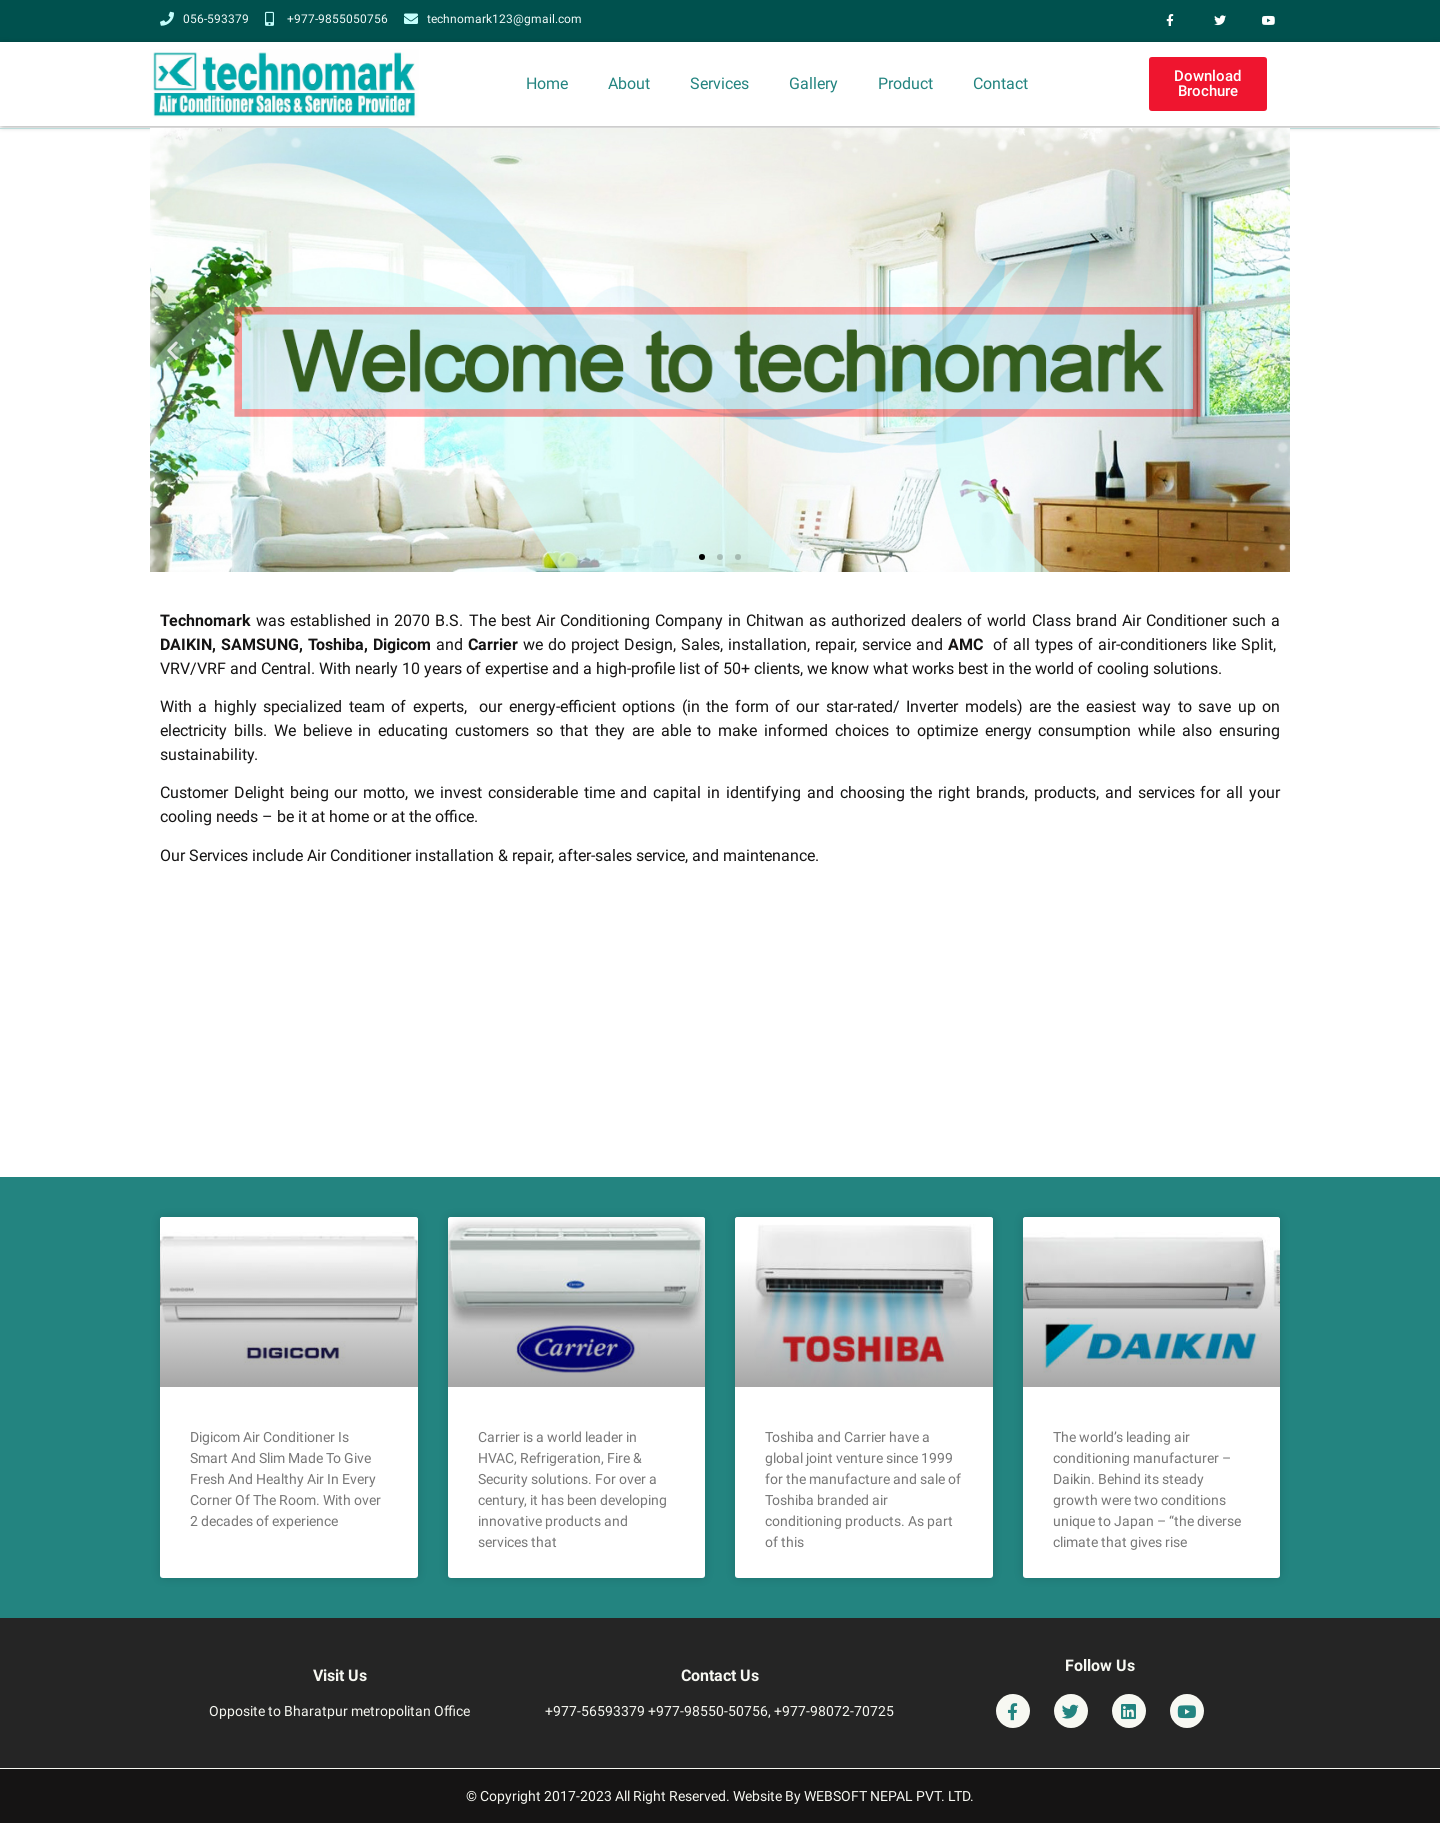 056-593379 +977-9855050756 technomark123@gmail.com
technomark
Air Conditioner Sales & Service Provider
Home About Services Gallery Product Contact
Download
Brochure
Welcome to technomark
Technomark was established in 2070 B.S. The best Air Conditioning Company in Chitwan as authorized dealers of world Class brand Air Conditioner such a
DAIKIN, SAMSUNG, Toshiba, Digicom and Carrier we do project Design, Sales, installation, repair, service and AMC of all types of air-conditioners like Split,
VRV/VRF and Central. With nearly 10 years of expertise and a high-profile list of 50+ clients, we know what works best in the world of cooling solutions.
With a highly specialized team of experts, our energy-efficient options (in the form of our star-rated/ Inverter models) are the easiest way to save up on
electricity bills. We believe in educating customers so that they are able to make informed choices to optimize energy consumption while also ensuring
sustainability.
Customer Delight being our motto, we invest considerable time and capital in identifying and choosing the right brands, products, and services for all your
cooling needs – be it at home or at the office.
Our Services include Air Conditioner installation & repair, after-sales service, and maintenance.
DIGICOM
DIGICOM
Digicom Air Conditioner Is
Smart And Slim Made To Give
Fresh And Healthy Air In Every
Corner Of The Room. With over
2 decades of experience
Carrier
Carrier is a world leader in
HVAC, Refrigeration, Fire &
Security solutions. For over a
century, it has been developing
innovative products and
services that
TOSHIBA
Toshiba and Carrier have a
global joint venture since 1999
for the manufacture and sale of
Toshiba branded air
conditioning products. As part
of this
DAIKIN
The world’s leading air
conditioning manufacturer –
Daikin. Behind its steady
growth were two conditions
unique to Japan – “the diverse
climate that gives rise
Visit Us
Opposite to Bharatpur metropolitan Office
Contact Us
+977-56593379 +977-98550-50756, +977-98072-70725
Follow Us
© Copyright 2017-2023 All Right Reserved. Website By WEBSOFT NEPAL PVT. LTD.